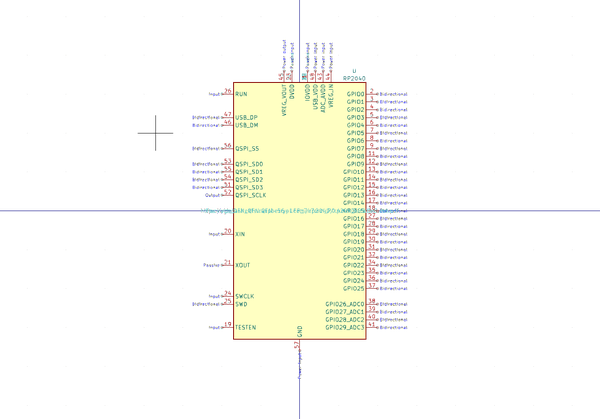 Power output
Power input
Power input
Power input
Power input
Power input
45
23
48
43
44
VREG_VOUT
DVDD
IOVDD
USB_VDD
ADC_AVDD
VREG_IN
U
RP2040
Input 26 RUN
Bidirectional 47 USB_DP
Bidirectional 46 USB_DM
Bidirectional 56 QSPI_SS
Bidirectional 53 QSPI_SD0
Bidirectional 55 QSPI_SD1
Bidirectional 54 QSPI_SD2
Bidirectional 51 QSPI_SD3
Output 52 QSPI_SCLK
Input 20 XIN
Passive 21 XOUT
Input 24 SWCLK
Bidirectional 25 SWD
Input 19 TESTEN
GPIO0 2 Bidirectional
GPIO1 3 Bidirectional
GPIO2 4 Bidirectional
GPIO3 5 Bidirectional
GPIO4 6 Bidirectional
GPIO5 7 Bidirectional
GPIO6 8 Bidirectional
GPIO7 9 Bidirectional
GPIO8 11 Bidirectional
GPIO9 12 Bidirectional
GPIO10 13 Bidirectional
GPIO11 14 Bidirectional
GPIO12 15 Bidirectional
GPIO13 16 Bidirectional
GPIO14 17 Bidirectional
GPIO15 18
GPIO16 27 Bidirectional
GPIO17 28 Bidirectional
GPIO18 29 Bidirectional
GPIO19 30 Bidirectional
GPIO20 31 Bidirectional
GPIO21 32 Bidirectional
GPIO22 34 Bidirectional
GPIO23 35 Bidirectional
GPIO24 36 Bidirectional
GPIO25 37 Bidirectional
GPIO26_ADC0 38 Bidirectional
GPIO27_ADC1 39 Bidirectional
GPIO28_ADC2 40 Bidirectional
GPIO29_ADC3 41 Bidirectional
GND
57
Power input